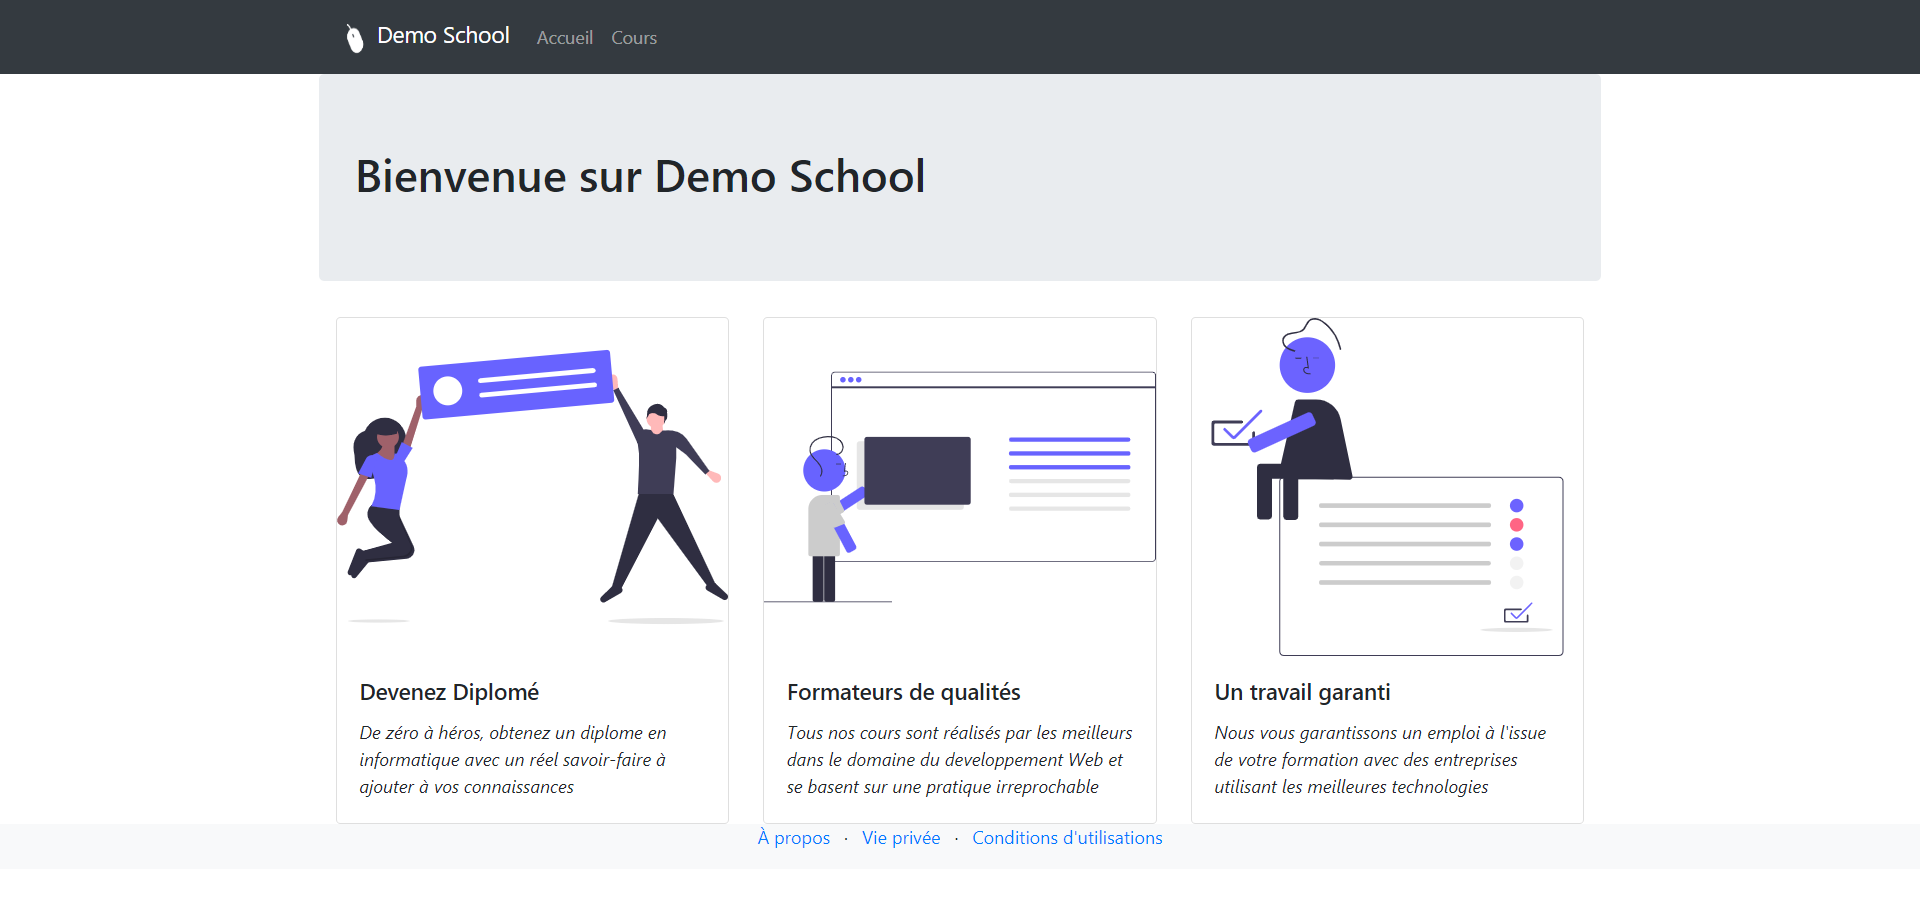 Demo School Accueil Cours
Bienvenue sur Demo School
Devenez Diplomé
De zéro à héros, obtenez un diplome en
informatique avec un réel savoir-faire à
ajouter à vos connaissances
Formateurs de qualités
Tous nos cours sont réalisés par les meilleurs
dans le domaine du developpement Web et
se basent sur une pratique irreprochable
Un travail garanti
Nous vous garantissons un emploi à l'issue
de votre formation avec des entreprises
utilisant les meilleures technologies
À propos · Vie privée · Conditions d'utilisations